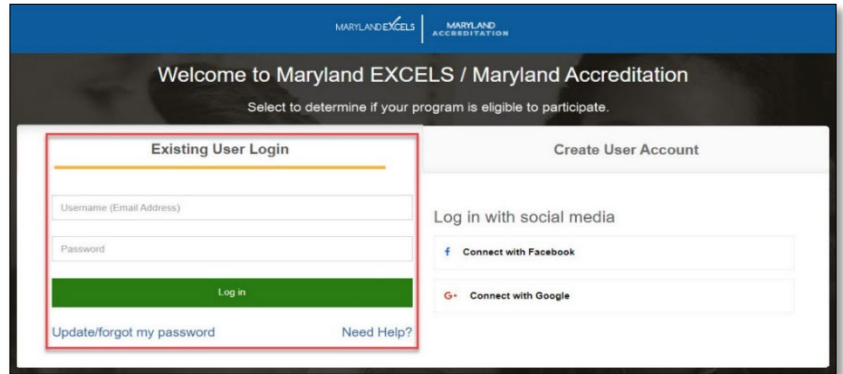 MARYLAND EXCELS
MARYLAND
ACCREDITATION
Welcome to Maryland EXCELS / Maryland Accreditation
Select to determine if your program is eligible to participate.
Existing User Login
Create User Account
Username (Email Address)
Password
Log in
Update/forgot my password
Need Help?
Log in with social media
f Connect with Facebook
G+ Connect with Google